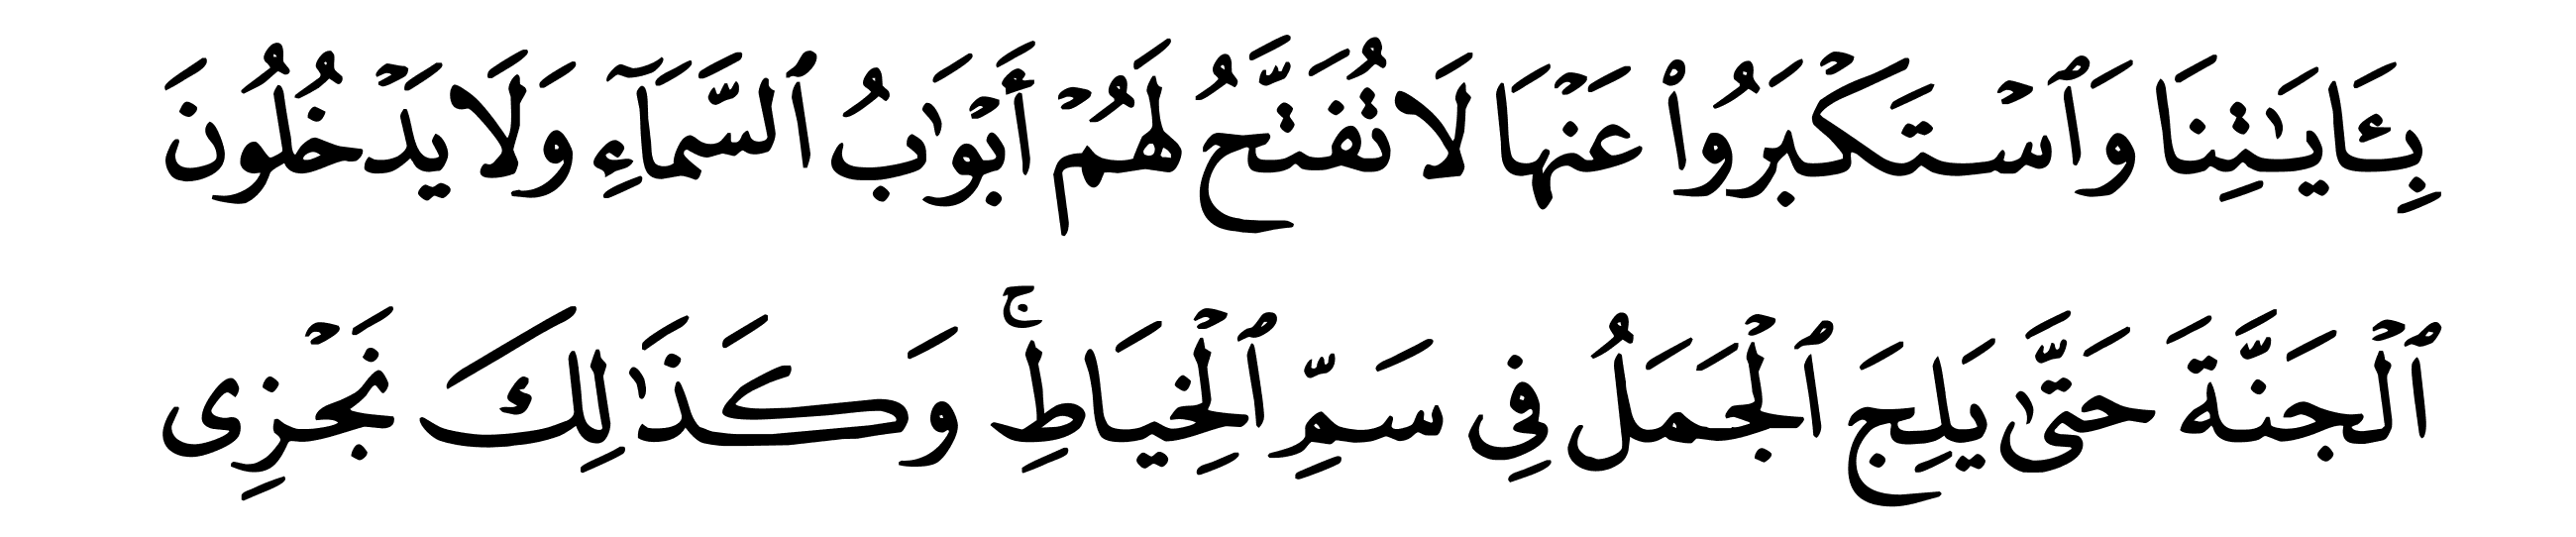 بِـَٔايَٰتِنَا وَٱسۡتَكۡبَرُواْ عَنۡهَا لَا تُفَتَّحُ لَهُمۡ أَبۡوَٰبُ ٱلسَّمَآءِ وَلَا يَدۡخُلُونَ
ٱلۡجَنَّةَ حَتَّىٰ يَلِجَ ٱلۡجَمَلُ فِي سَمِّ ٱلۡخِيَاطِۚ وَكَذَٰلِكَ نَجۡزِي